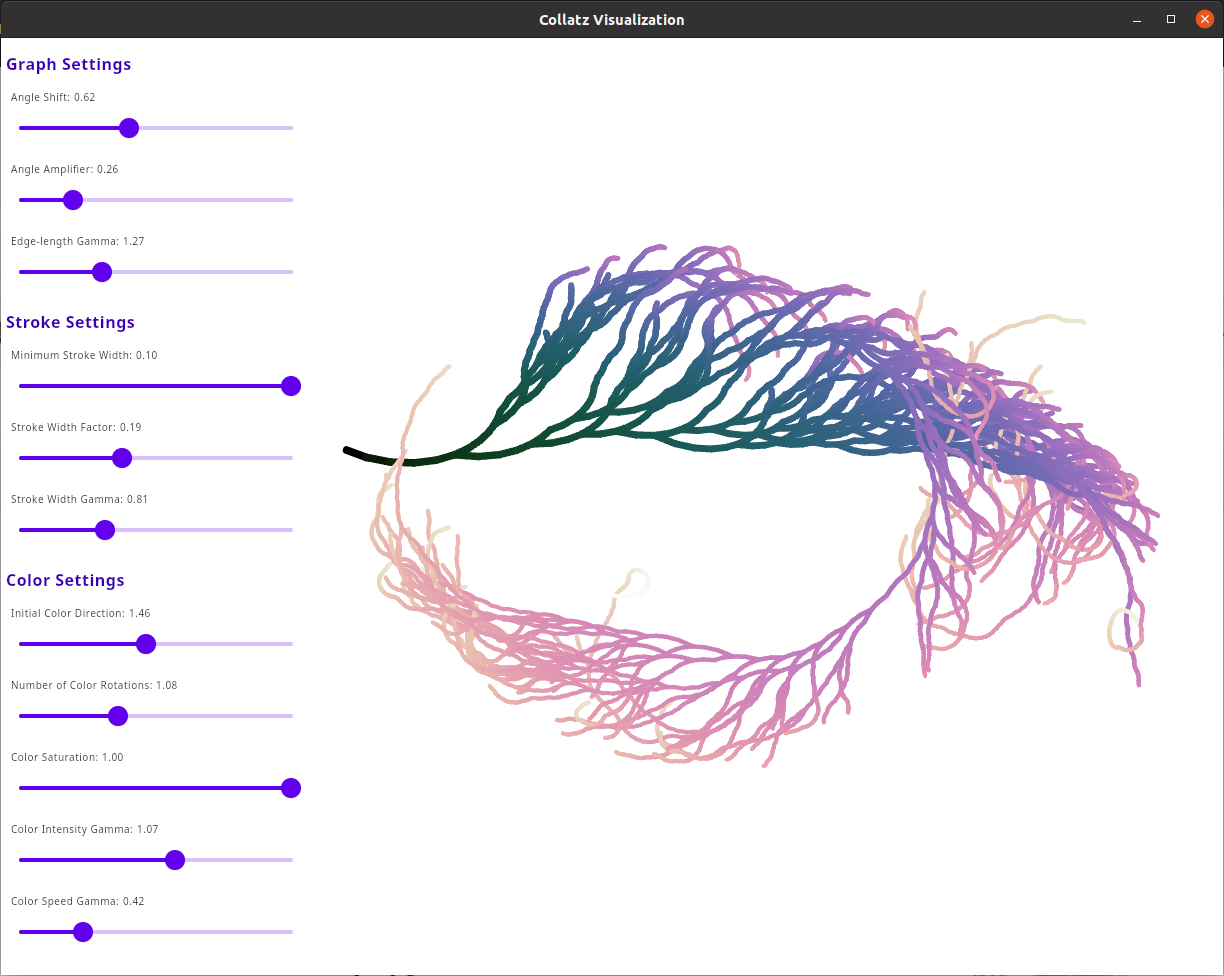 Collatz Visualization
Graph Settings
Angle Shift: 0.62
Angle Amplifier: 0.26
Edge-length Gamma: 1.27
Stroke Settings
Minimum Stroke Width: 0.10
Stroke Width Factor: 0.19
Stroke Width Gamma: 0.81
Color Settings
Initial Color Direction: 1.46
Number of Color Rotations: 1.08
Color Saturation: 1.00
Color Intensity Gamma: 1.07
Color Speed Gamma: 0.42